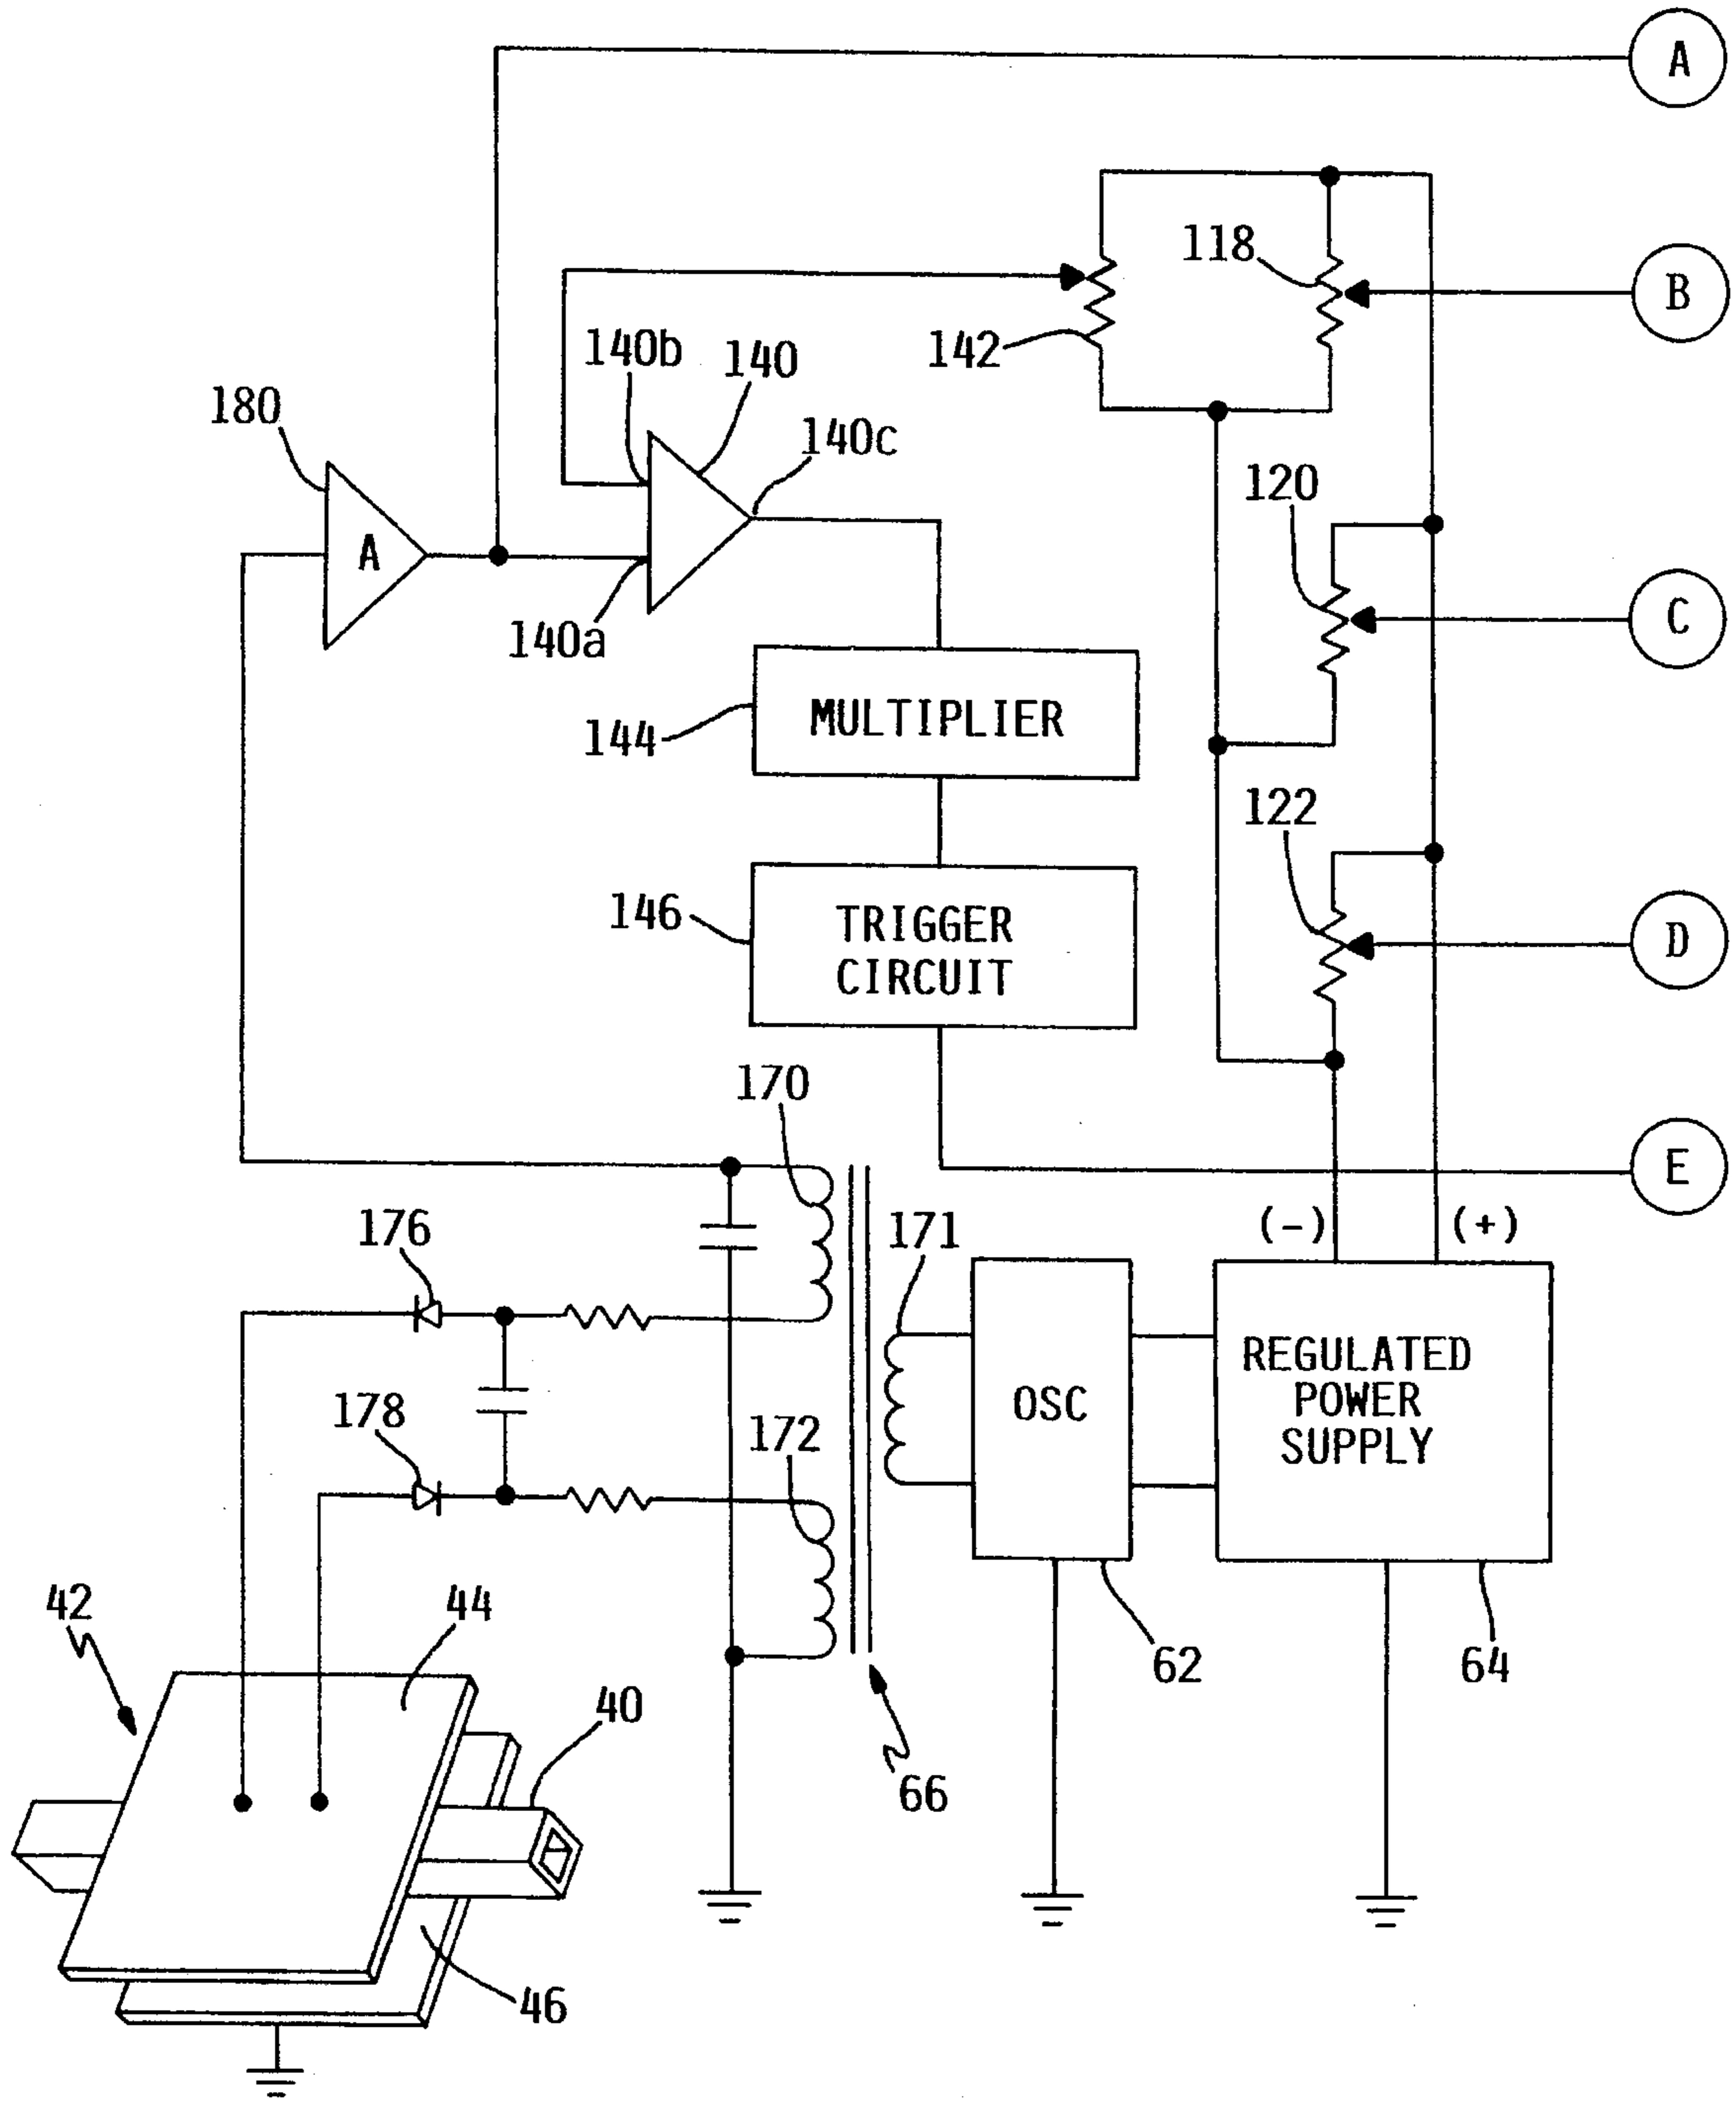 A
118
B
142
140b
140
140c
180
A
120
C
140a
MULTIPLIER
144
122
146
TRIGGER
CIRCUIT
D
170
E
176
171
(-)
(+)
OSC
REGULATED
POWER
SUPPLY
178
172
42
44
62
64
40
66
46